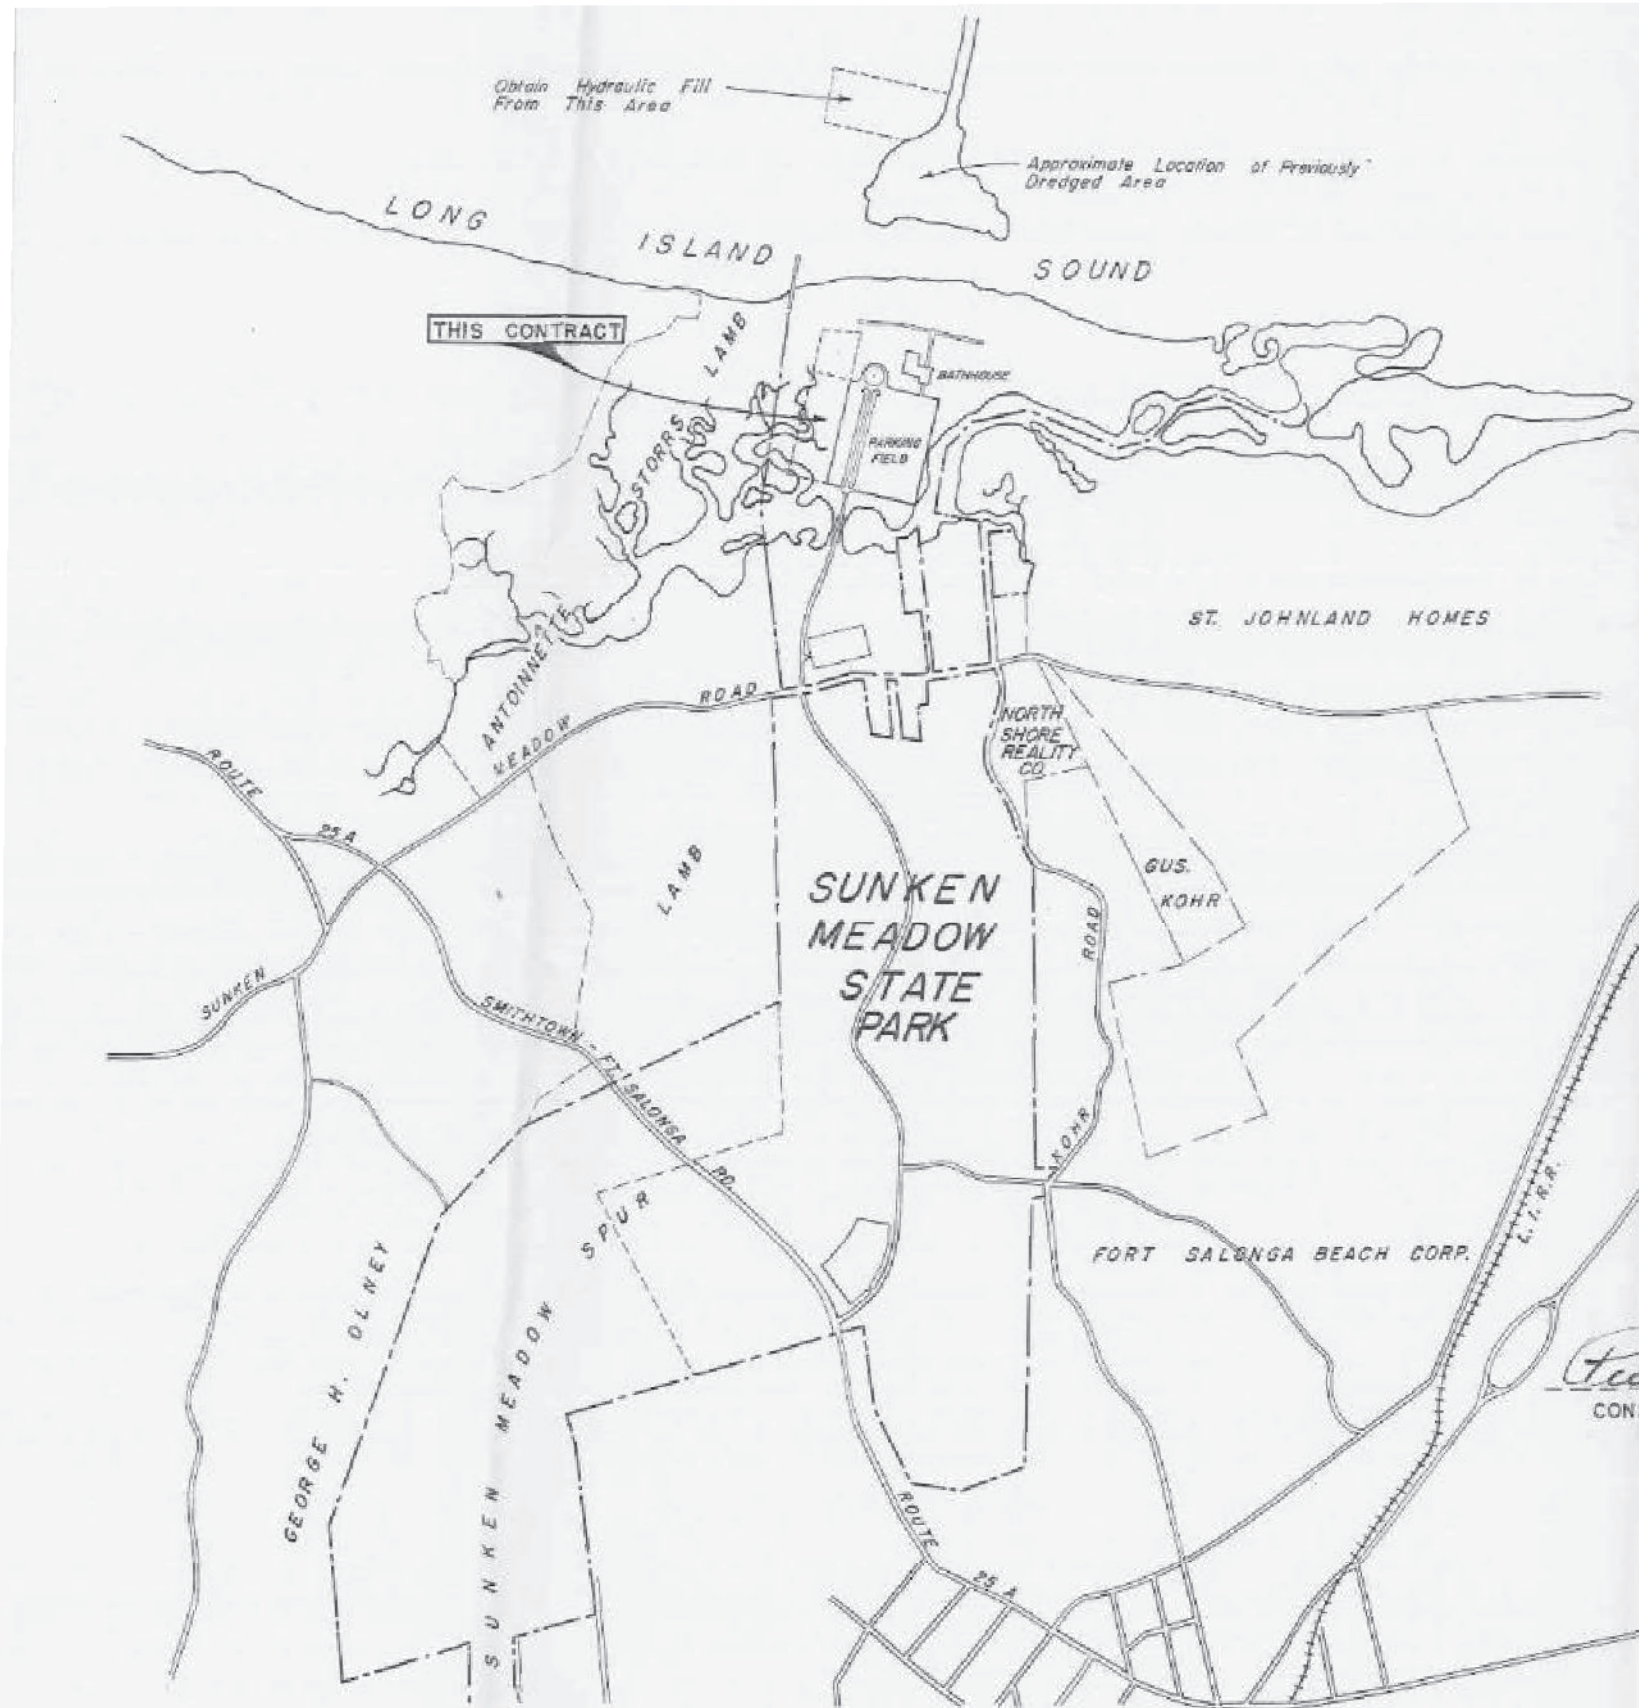 Obtain Hydraulic Fill
From This Area
Approximate Location of Previously
Dredged Area
LONG ISLAND SOUND
THIS CONTRACT
ANTOINNETTE STORRS LAMB
BATHHOUSE
PARKING
FIELD
ST. JOHNLAND HOMES
SUNKEN MEADOW ROAD
NORTH
SHORE
REALITY
CO.
ROUTE 25 A
LAMB
GUS.
KOHR
SUNKEN
MEADOW
STATE
PARK
KOHR ROAD
SMITHTOWN - FT. SALONGA RD.
L.I.R.R.
FORT SALONGA BEACH CORP.
GEORGE H. OLNEY
SUNKEN MEADOW SPUR
ROUTE 25 A
CON